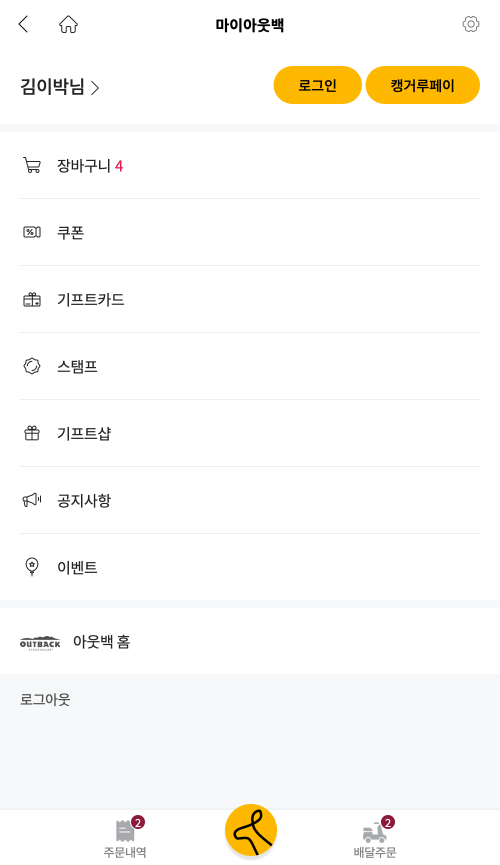 마이아웃백
김이박님
로그인
캥거루페이
장바구니 4
쿠폰
기프트카드
스탬프
기프트샵
공지사항
이벤트
OUTBACK
아웃백 홈
로그아웃
2
주문내역
2
배달주문